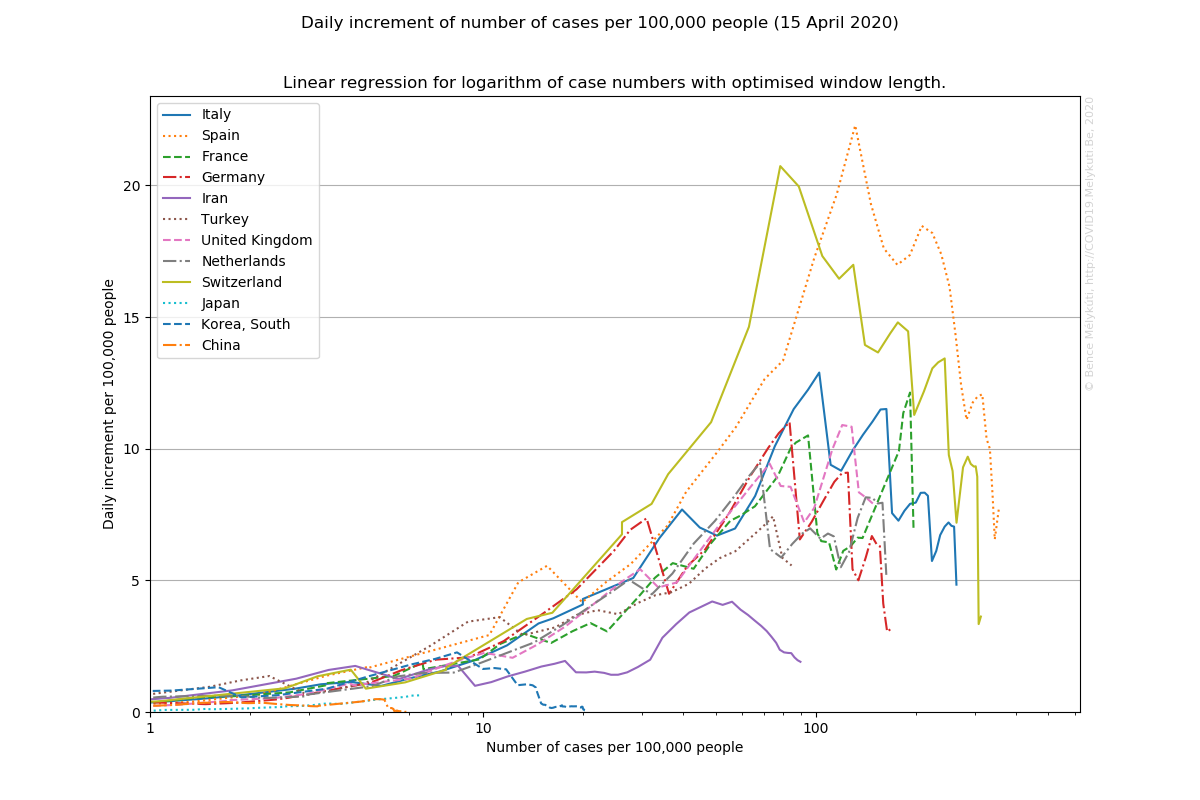 Daily increment of number of cases per 100,000 people (15 April 2020)
Linear regression for logarithm of case numbers with optimised window length.
Italy
Spain
France
Germany
Iran
Turkey
United Kingdom
Netherlands
Switzerland
Japan
Korea, South
China
20
15
10
5
0
Daily increment per 100,000 people
1
10
100
Number of cases per 100,000 people
© Bence Mélykúti, http://COVID19.Melykuti.Be, 2020